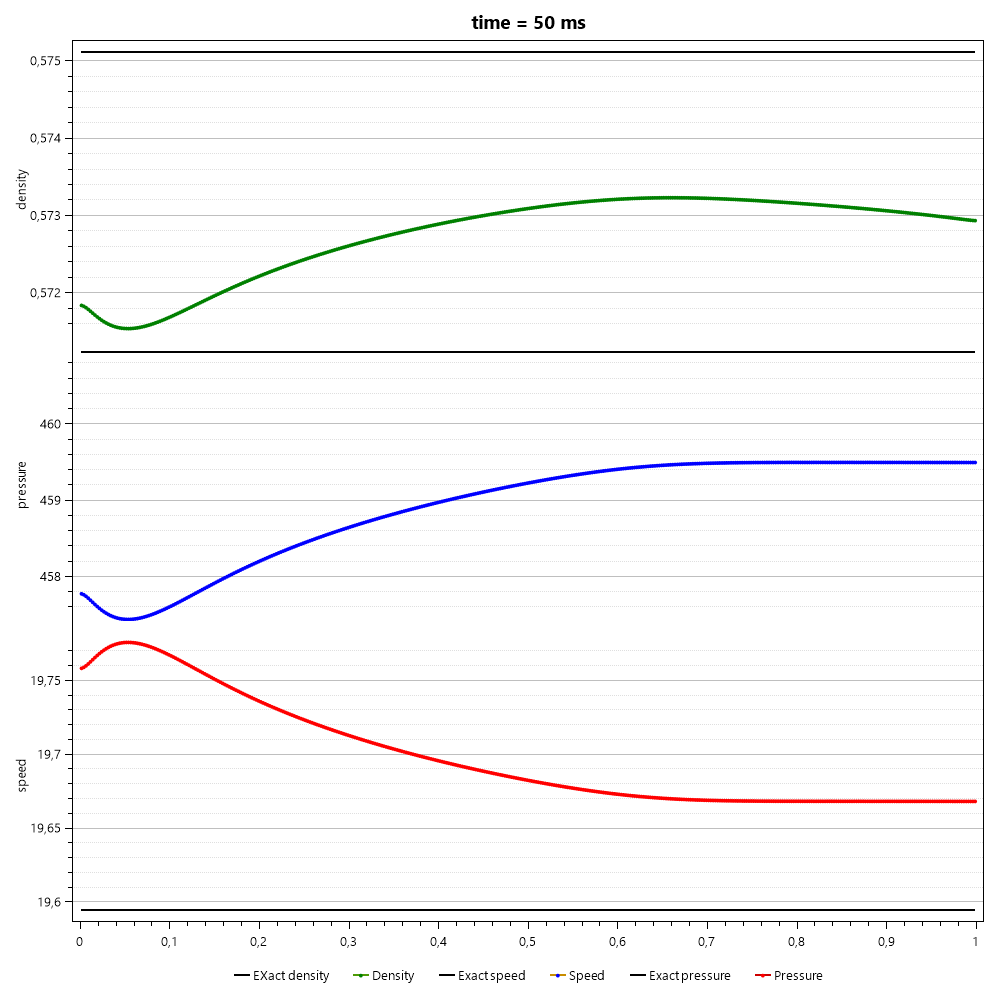 time = 50 ms
0,575
0,574
0,573
0,572
density
460
459
458
pressure
19,75
19,7
19,65
19,6
speed
0 0,1 0,2 0,3 0,4 0,5 0,6 0,7 0,8 0,9 1
EXact density Density Exact speed Speed Exact pressure Pressure